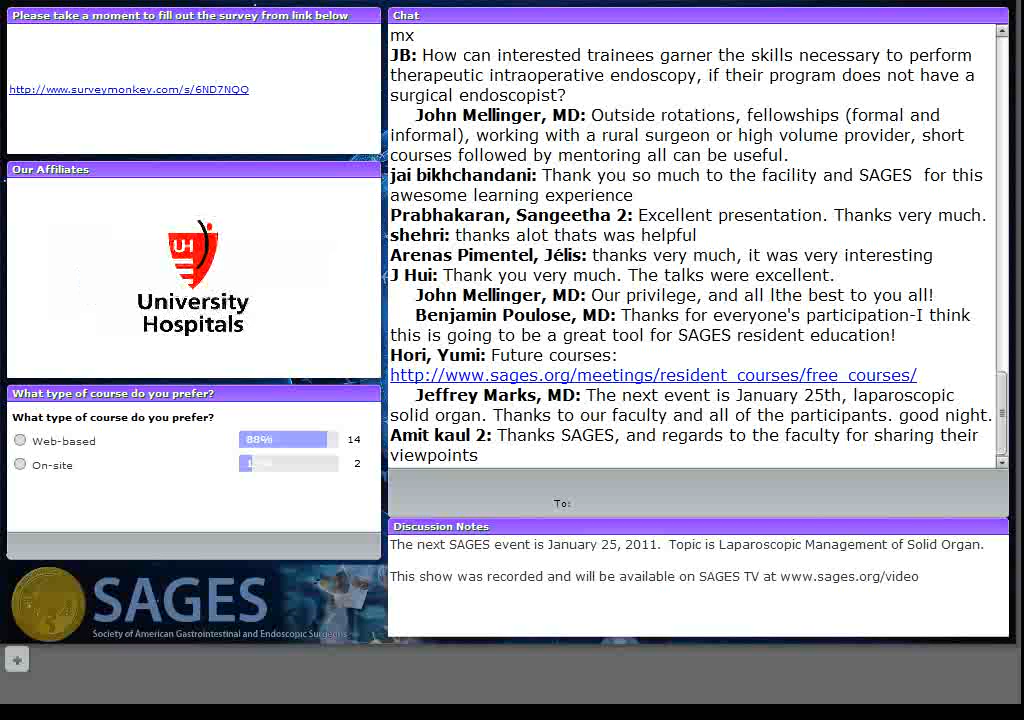 Please take a moment to fill out the survey from link below
http://www.surveymonkey.com/s/6ND7NQQ
Our Affiliates
UH
University
Hospitals
What type of course do you prefer?
What type of course do you prefer?
Web-based 88% 14
On-site 2
SAGES
Society of American Gastrointestinal and Endoscopic Surgeons
Chat
mx
JB: How can interested trainees garner the skills necessary to perform
therapeutic intraoperative endoscopy, if their program does not have a
surgical endoscopist?
John Mellinger, MD: Outside rotations, fellowships (formal and
informal), working with a rural surgeon or high volume provider, short
courses followed by mentoring all can be useful.
jai bikhchandani: Thank you so much to the facility and SAGES for this
awesome learning experience
Prabhakaran, Sangeetha 2: Excellent presentation. Thanks very much.
shehri: thanks alot thats was helpful
Arenas Pimentel, Jélis: thanks very much, it was very interesting
J Hui: Thank you very much. The talks were excellent.
John Mellinger, MD: Our privilege, and all lthe best to you all!
Benjamin Poulose, MD: Thanks for everyone's participation-I think
this is going to be a great tool for SAGES resident education!
Hori, Yumi: Future courses:
http://www.sages.org/meetings/resident_courses/free_courses/
Jeffrey Marks, MD: The next event is January 25th, laparoscopic
solid organ. Thanks to our faculty and all of the participants. good night.
Amit kaul 2: Thanks SAGES, and regards to the faculty for sharing their
viewpoints
To:
Discussion Notes
The next SAGES event is January 25, 2011. Topic is Laparoscopic Management of Solid Organ.
This show was recorded and will be available on SAGES TV at www.sages.org/video